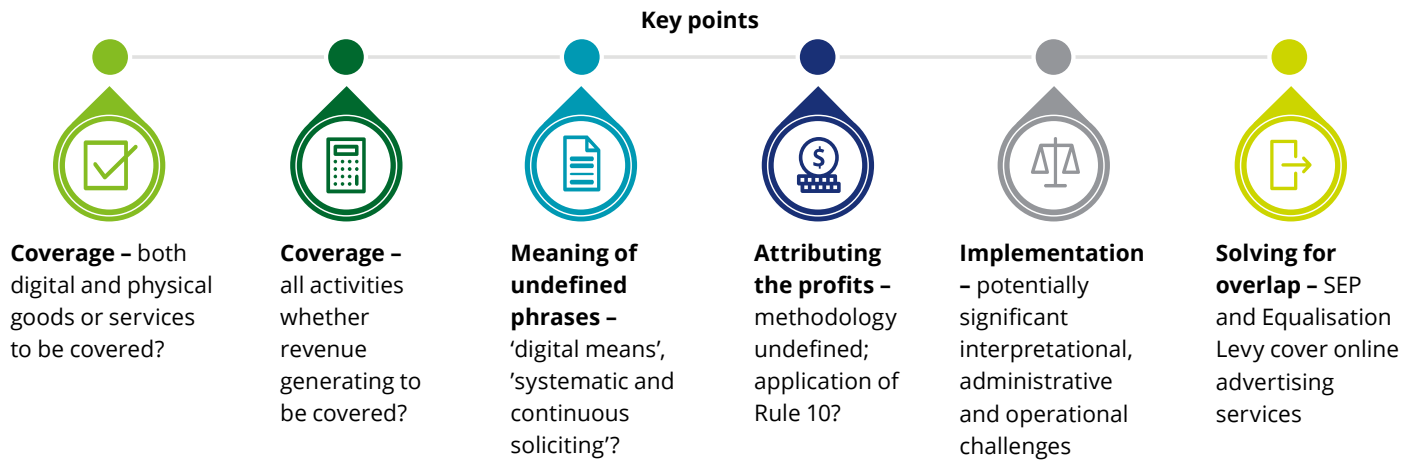 Key points
$
Coverage – both
digital and physical
goods or services
to be covered?
Coverage –
all activities
whether
revenue
generating to
be covered?
Meaning of
undefined
phrases –
‘digital means’,
’systematic and
continuous
soliciting’?
Attributing
the profits –
methodology
undefined;
application of
Rule 10?
Implementation
– potentially
significant
interpretational,
administrative
and operational
challenges
Solving for
overlap – SEP
and Equalisation
Levy cover online
advertising
services